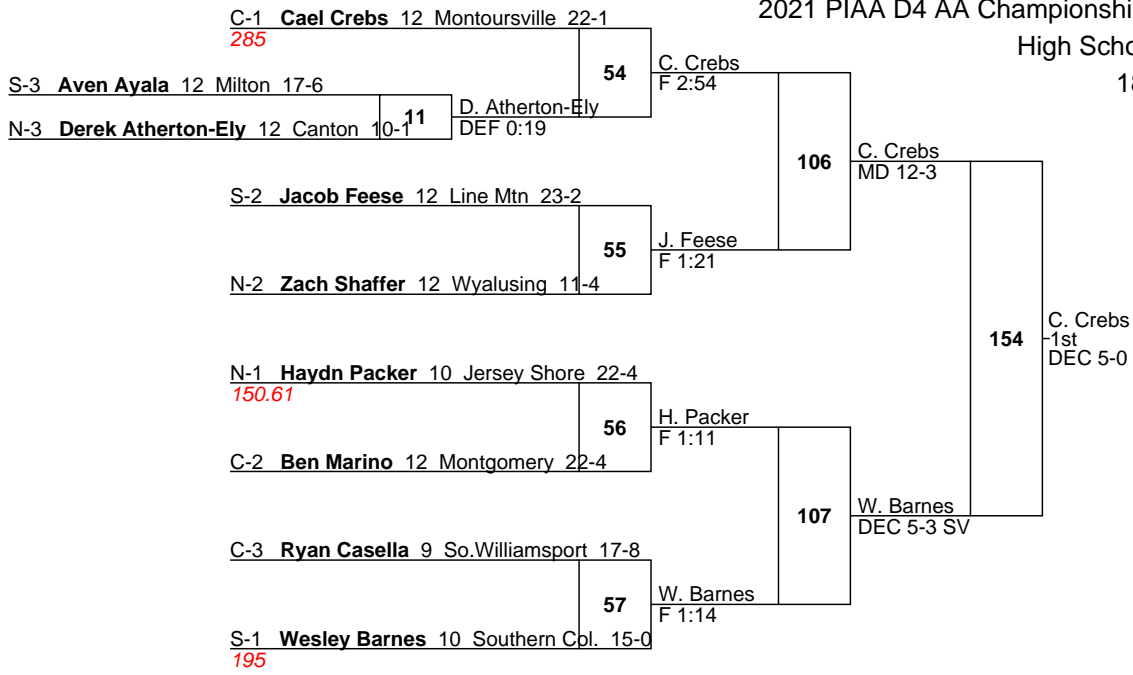 2021 PIAA D4 AA Championshi
High Scho
18
C-1 Cael Crebs 12 Montoursville 22-1
285
S-3 Aven Ayala 12 Milton 17-6
N-3 Derek Atherton-Ely 12 Canton 10-1
11
D. Atherton-Ely
DEF 0:19
54
C. Crebs
F 2:54
S-2 Jacob Feese 12 Line Mtn 23-2
N-2 Zach Shaffer 12 Wyalusing 11-4
55
J. Feese
F 1:21
106
C. Crebs
MD 12-3
N-1 Haydn Packer 10 Jersey Shore 22-4
150.61
C-2 Ben Marino 12 Montgomery 22-4
56
H. Packer
F 1:11
C-3 Ryan Casella 9 So.Williamsport 17-8
S-1 Wesley Barnes 10 Southern Col. 15-0
195
57
W. Barnes
F 1:14
107
W. Barnes
DEC 5-3 SV
154
C. Crebs
1st
DEC 5-0